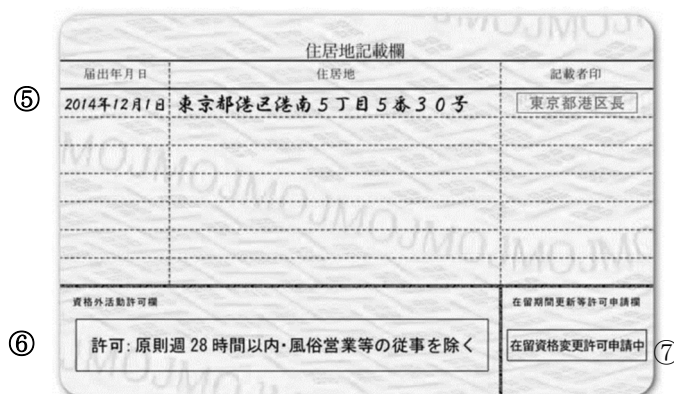 住居地記載欄
届出年月日 住居地 記載者印
⑤ 2014年12月1日 東京都港区港南5丁目5番30号 東京都港区長
MOJMOJMOJMOJMOJMOJMO
資格外活動許可欄 在留期間更新等許可申請欄
⑥ 許可:原則週28時間以内・風俗営業等の従事を除く 在留資格変更許可申請中 ⑦